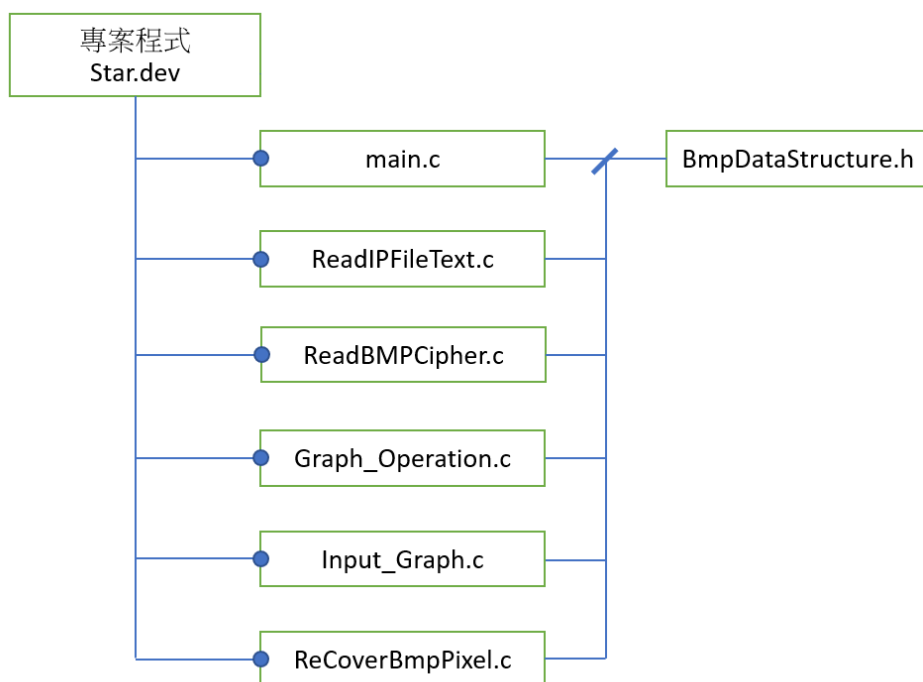 專案程式
Star.dev
main.c
BmpDataStructure.h
ReadIPFileText.c
ReadBMPCipher.c
Graph_Operation.c
Input_Graph.c
ReCoverBmpPixel.c